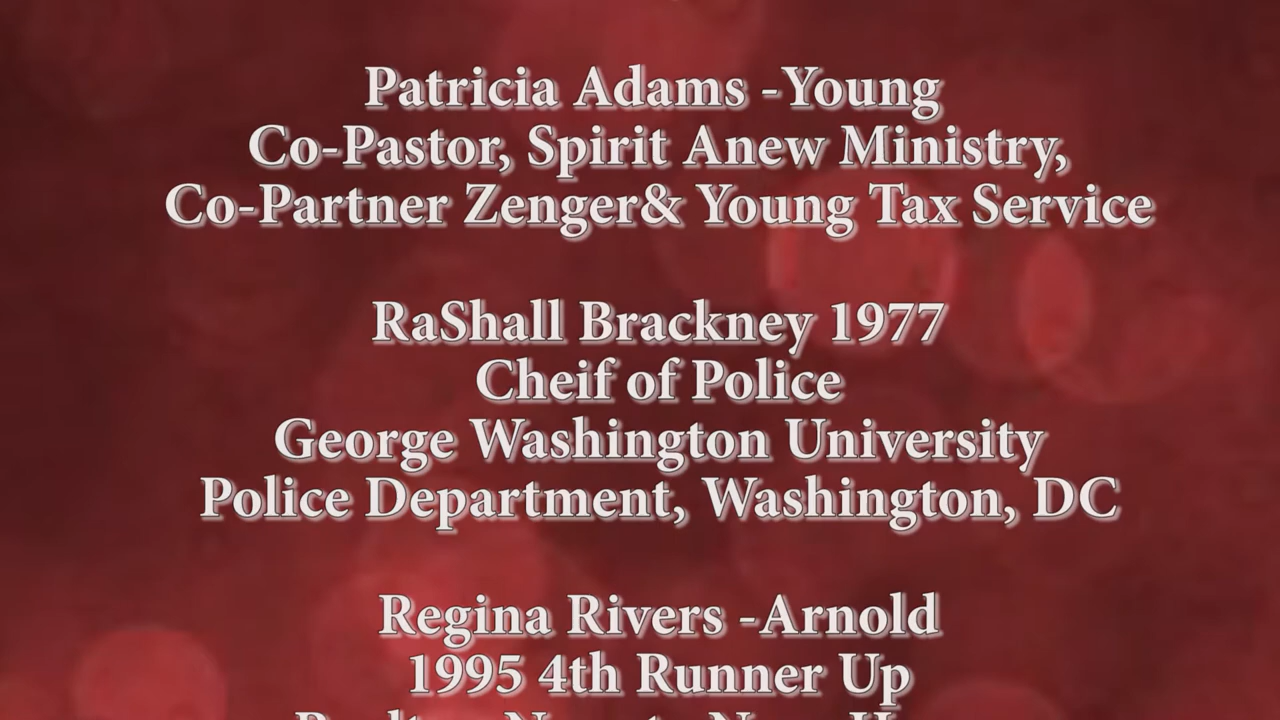 Patricia Adams -Young
Co-Pastor, Spirit Anew Ministry,
Co-Partner Zenger& Young Tax Service
RaShall Brackney 1977
Cheif of Police
George Washington University
Police Department, Washington, DC
Regina Rivers -Arnold
1995 4th Runner Up